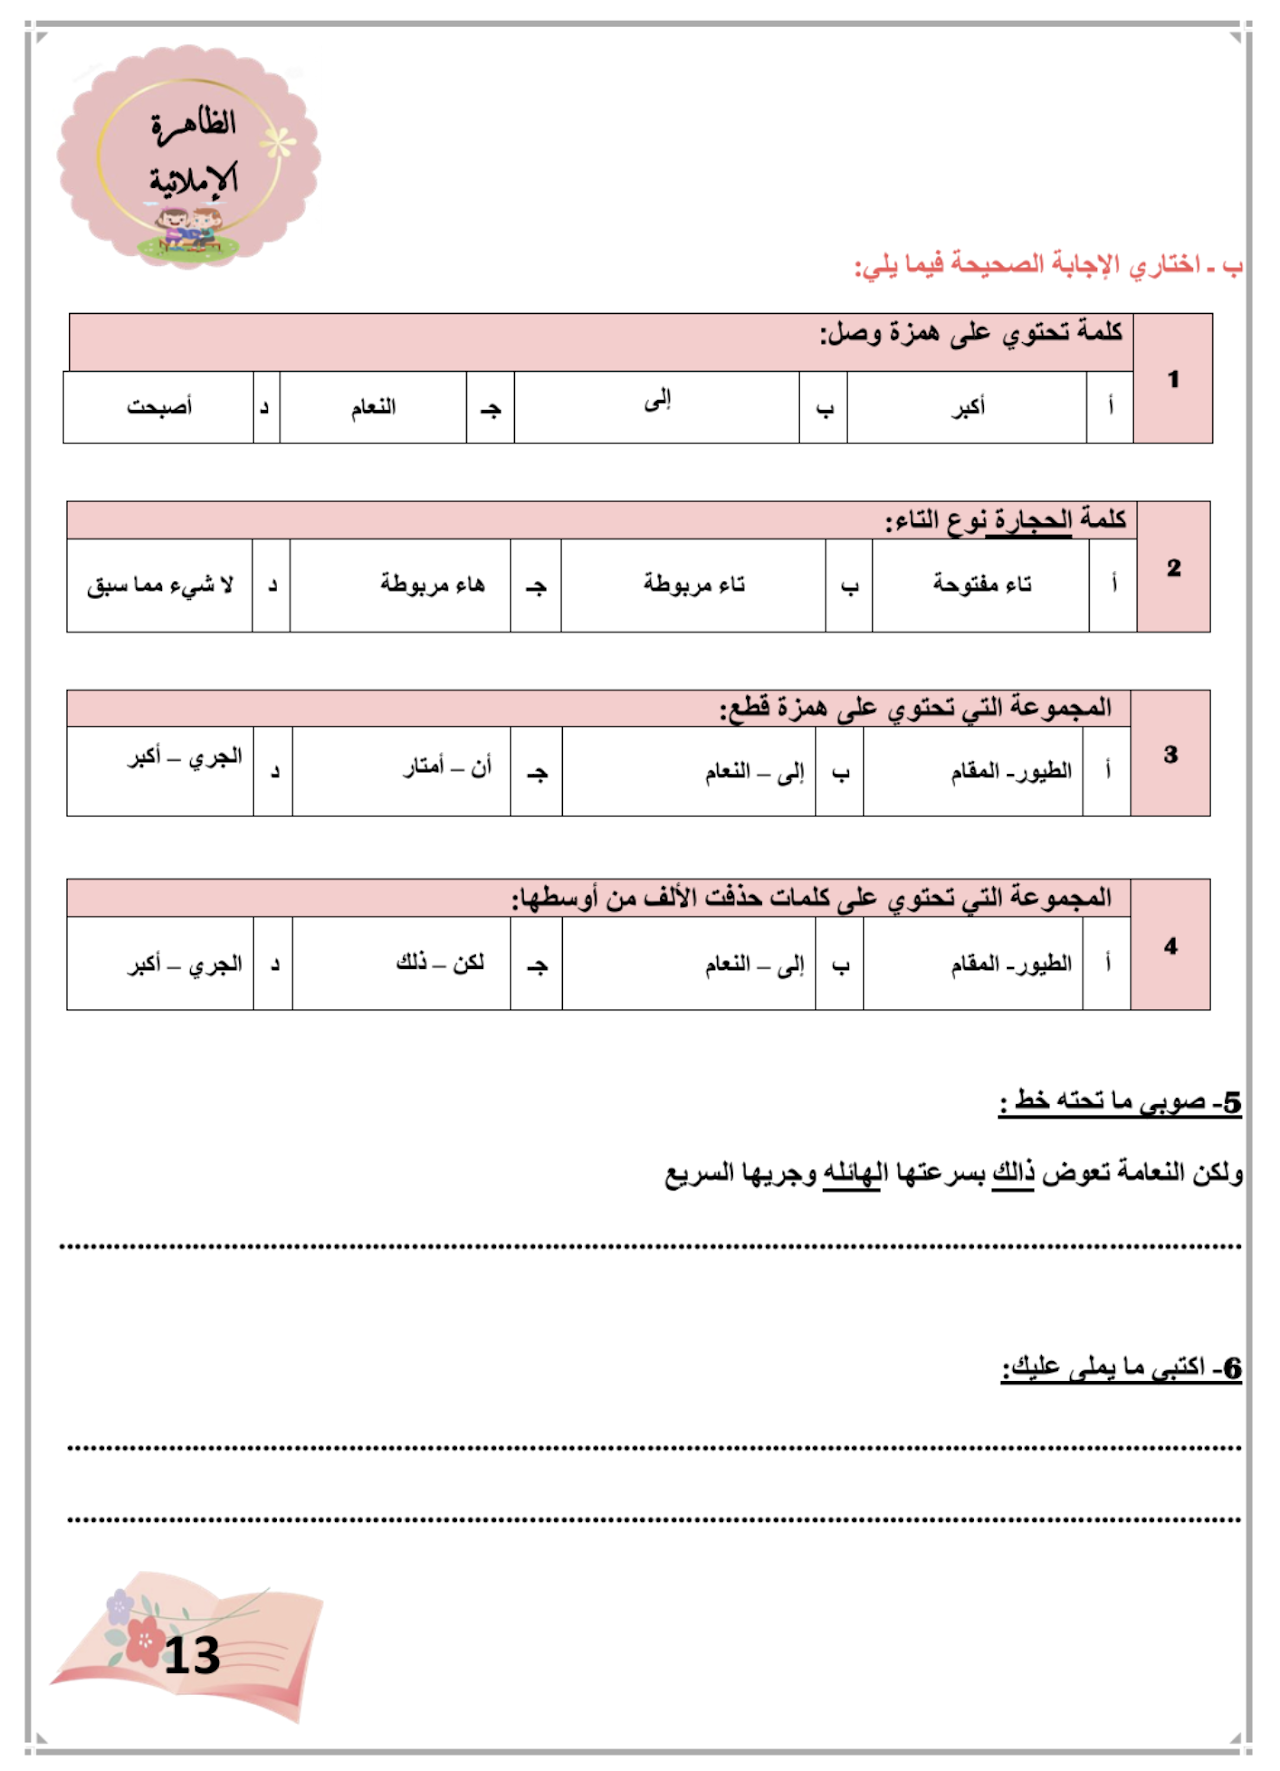 الظاهرة
الإملائية
ب - اختاري الإجابة الصحيحة فيما يلي:
1
كلمة تحتوي على همزة وصل:
أ أكبر ب إلى جـ النعام د أصبحت
2
كلمة الحجارة نوع التاء:
أ تاء مفتوحة ب تاء مربوطة جـ هاء مربوطة د لا شيء مما سبق
3
المجموعة التي تحتوي على همزة قطع:
أ الطيور- المقام ب إلى – النعام جـ أن – أمتار د الجري – أكبر
4
المجموعة التي تحتوي على كلمات حذفت الألف من أوسطها:
أ الطيور- المقام ب إلى – النعام جـ لكن – ذلك د الجري – أكبر
5- صوبي ما تحته خط :
ولكن النعامة تعوض ذالك بسرعتها الهائله وجريها السريع
6- اكتبي ما يملى عليك:
13